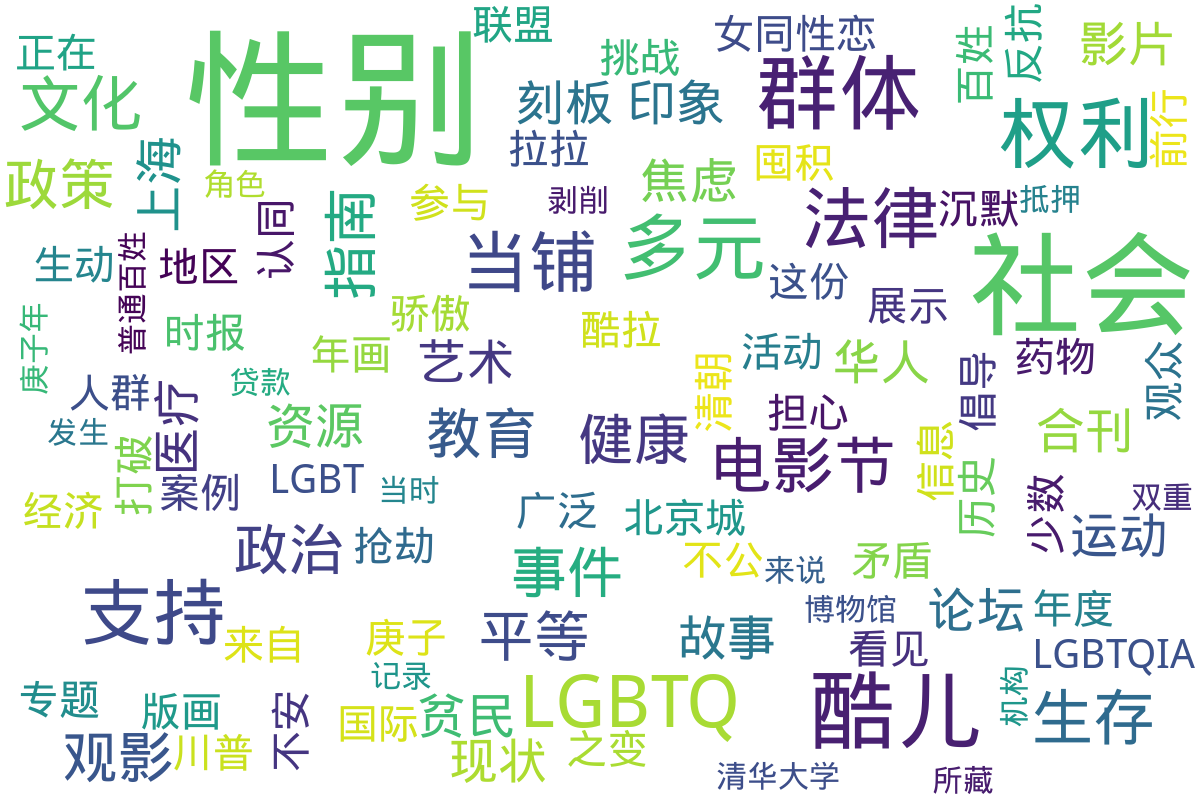 联盟
女同性恋
百姓
反抗
影片
正在
挑战
文化
性别
刻板
印象
群体
权利
前行
拉拉
囤积
政策
上海
角色
参与
剥削
焦虑
法律
沉默
抵押
认同
指南
当铺
多元
社会
生动
普通百姓
地区
这份
展示
骄傲
庚子年
时报
年画
艺术
酷拉
清朝
活动
华人
倡导
药物
观众
人群
医疗
贷款
资源
教育
健康
担心
电影节
合刊
发生
打破
案例
LGBT
当时
信息
历史
少数
双重
经济
广泛
北京城
运动
政治
抢劫
事件
不公
来说
矛盾
支持
来自
庚子
平等
故事
博物馆
论坛
年度
看见
LGBTQIA
记录
专题
版画
不安
国际
贫民
LGBTQ
酷儿
机构
生存
观影
川普
现状
之变
清华大学
所藏